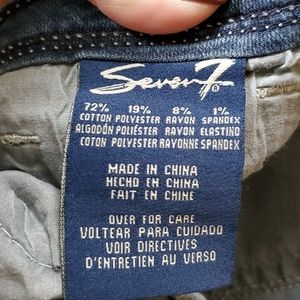 Seven7®
72% 19% 8% 1%
COTTON POLYESTER RAYON SPANDEX
ALGODÓN POLIÉSTER RAYON ELASTINO
COTTON POLYESTER RAYONNE SPANDEX
MADE IN CHINA
HECHO EN CHINA
FAIT EN CHINE
OVER FOR CARE
VOLTEAR PARA CUIDADO
VOIR DIRECTIVES
D'ENTRETIEN AU VERSO